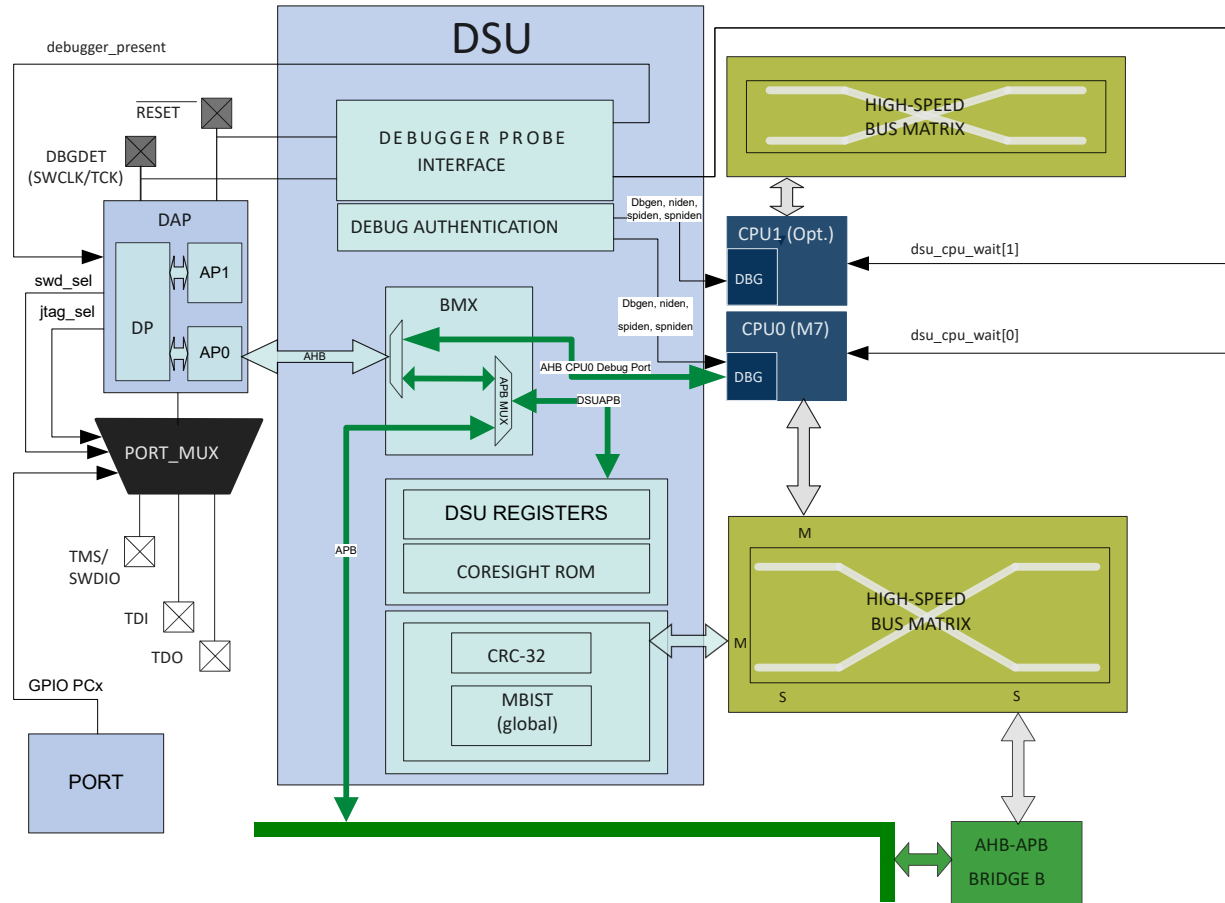 DSU
debugger_present
RESET
DBGDET
(SWCLK/TCK)
DEBUGGER PROBE
INTERFACE
DEBUG AUTHENTICATION
HIGH-SPEED
BUS MATRIX
Dbgen, niden,
spiden, spniden
CPU1 (Opt.)
DBG
dsu_cpu_wait[1]
DAP
swd_sel
jtag_sel
DP
AP1
AP0
AHB
BMX
APB MUX
Dbgen, niden,
spiden, spniden
CPU0 (M7)
DBG
dsu_cpu_wait[0]
AHB CPU0 Debug Port
DSUAPB
PORT_MUX
TMS/
SWDIO
TDI
TDO
GPIO PCx
PORT
APB
DSU REGISTERS
CORESIGHT ROM
CRC-32
MBIST
(global)
M
M
HIGH-SPEED
BUS MATRIX
S
S
AHB-APB
BRIDGE B